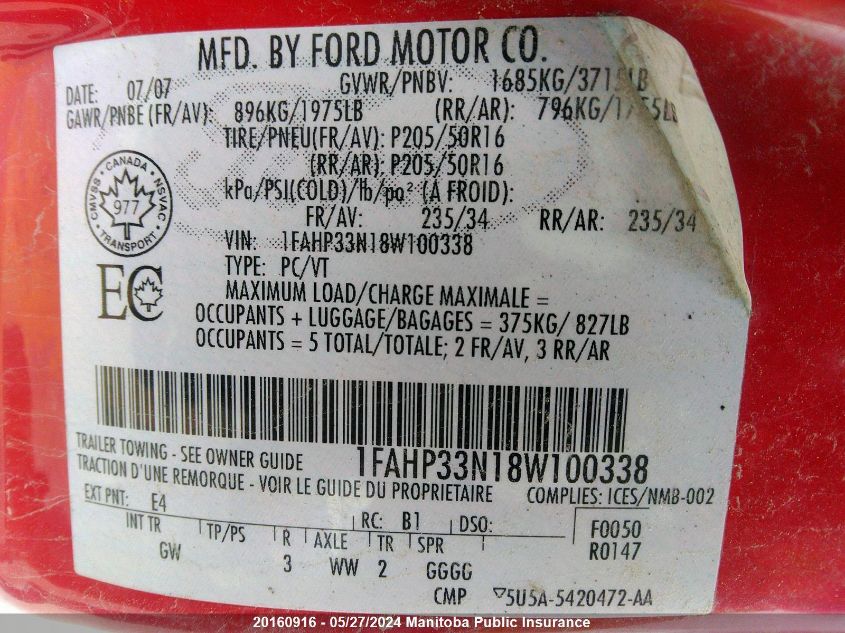 MFD. BY FORD MOTOR CO.
DATE: 07/07 GVWR/PNBV: 1685KG/3715LB
GAWR/PNBE (FR/AV): 896KG/1975LB (RR/AR): 796KG/1755LB
TIRE/PNEU(FR/AV): P205/50R16
(RR/AR): P205/50R16
kPa/PSI(COLD)/lb/po² (À FROID):
FR/AV: 235/34 RR/AR: 235/34
VIN: 1FAHP33N18W100338
TYPE: PC/VT
CANADA
CMVSS NSVAC
977
TRANSPORT
EC
MAXIMUM LOAD/CHARGE MAXIMALE =
OCCUPANTS + LUGGAGE/BAGAGES = 375KG/ 827LB
OCCUPANTS = 5 TOTAL/TOTALE; 2 FR/AV, 3 RR/AR
TRAILER TOWING - SEE OWNER GUIDE 1FAHP33N18W100338
TRACTION D'UNE REMORQUE - VOIR LE GUIDE DU PROPRIETAIRE COMPLIES: ICES/NMB-002
EXT PNT: E4 RC: B1 DSO: F0050
INT TR TP/PS R AXLE TR SPR R0147
GW 3 WW 2 GGGG
CMP 5U5A-5420472-AA
20160916 - 05/27/2024 Manitoba Public Insurance